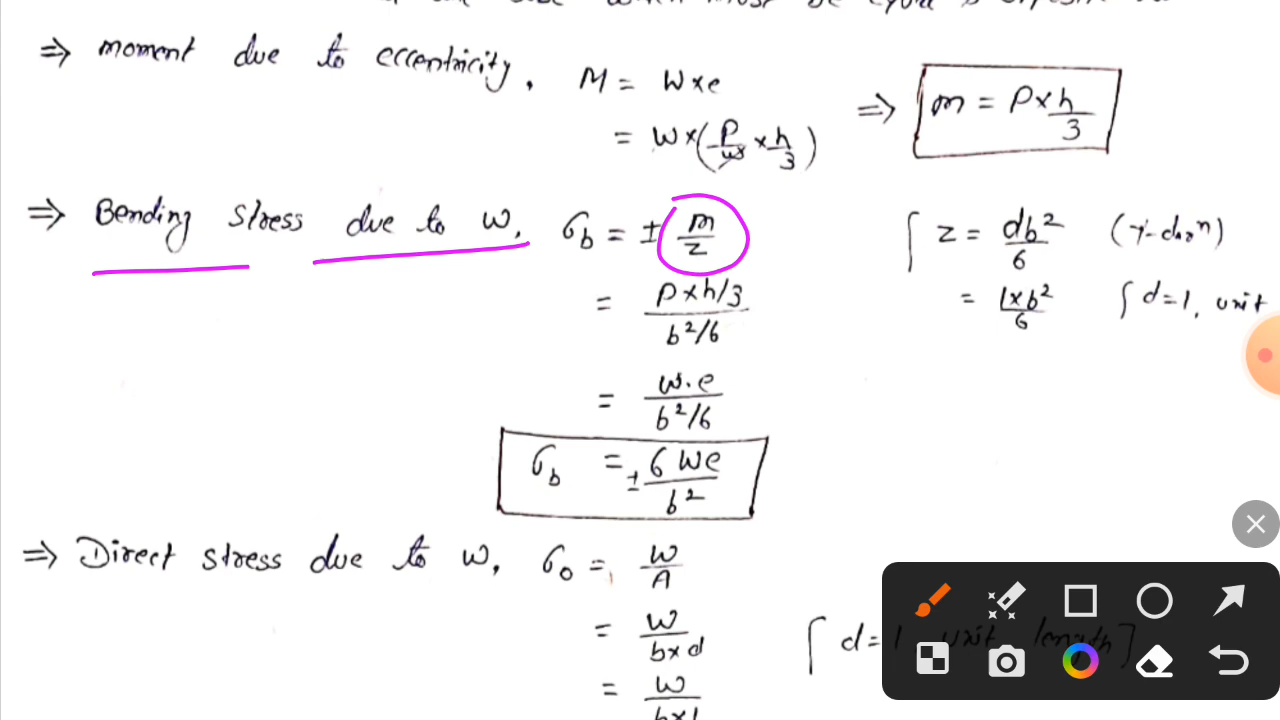 ⇒ moment due to eccentricity, M = W×e
= W×(P/W × h/3) ⇒ m = P×h/3
⇒ Bending stress due to W, σb = ± m/z
[ z = db²/6 (y-dirⁿ)
= P×h/3 / b²/6
= 1×b²/6 [ d=1, unit
= W.e / b²/6
σb = ± 6We/b²
⇒ Direct stress due to W, σ0 = W/A
= W/b×d [ d=1, unit length]
= W/b×1